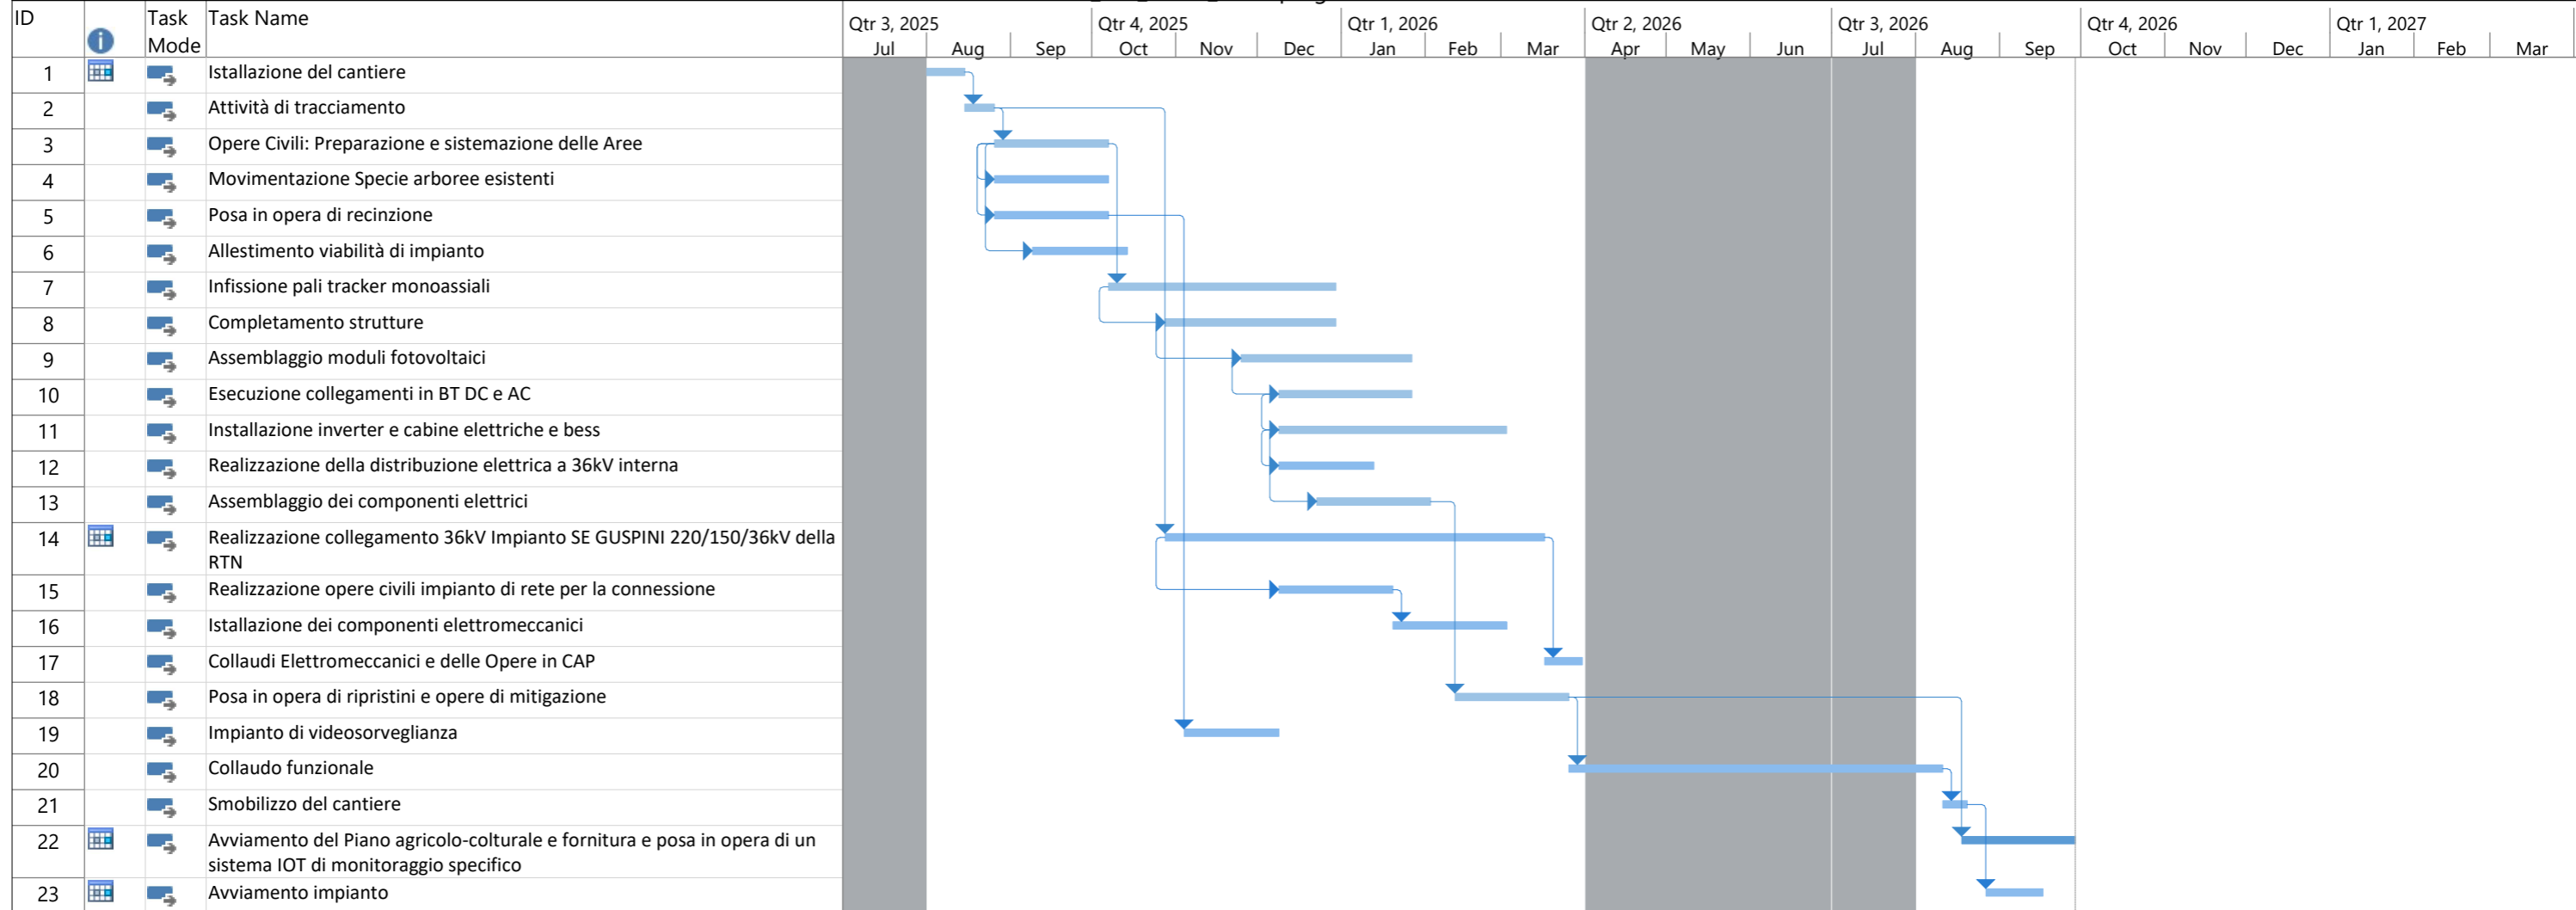 ID
Task Mode
Task Name
Qtr 3, 2025
Qtr 4, 2025
Qtr 1, 2026
Qtr 2, 2026
Qtr 3, 2026
Qtr 4, 2026
Qtr 1, 2027
Jul Aug Sep Oct Nov Dec Jan Feb Mar Apr May Jun Jul Aug Sep Oct Nov Dec Jan Feb Mar
1 Istallazione del cantiere
2 Attività di tracciamento
3 Opere Civili: Preparazione e sistemazione delle Aree
4 Movimentazione Specie arboree esistenti
5 Posa in opera di recinzione
6 Allestimento viabilità di impianto
7 Infissione pali tracker monoassiali
8 Completamento strutture
9 Assemblaggio moduli fotovoltaici
10 Esecuzione collegamenti in BT DC e AC
11 Installazione inverter e cabine elettriche e bess
12 Realizzazione della distribuzione elettrica a 36kV interna
13 Assemblaggio dei componenti elettrici
14 Realizzazione collegamento 36kV Impianto SE GUSPINI 220/150/36kV della
RTN
15 Realizzazione opere civili impianto di rete per la connessione
16 Istallazione dei componenti elettromeccanici
17 Collaudi Elettromeccanici e delle Opere in CAP
18 Posa in opera di ripristini e opere di mitigazione
19 Impianto di videosorveglianza
20 Collaudo funzionale
21 Smobilizzo del cantiere
22 Avviamento del Piano agricolo-colturale e fornitura e posa in opera di un
sistema IOT di monitoraggio specifico
23 Avviamento impianto